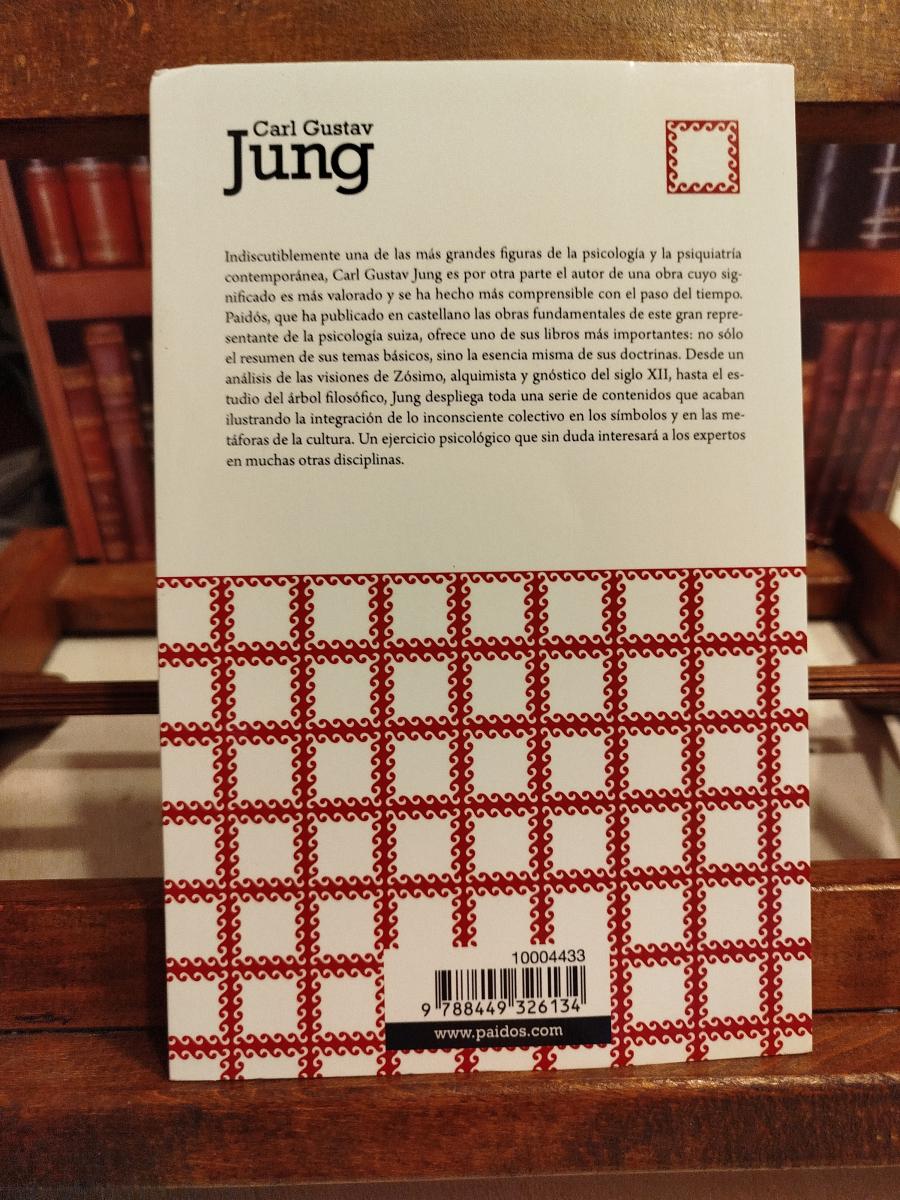 Carl Gustav
Jung
Indiscutiblemente una de las más grandes figuras de la psicología y la psiquiatría
contemporánea, Carl Gustav Jung es por otra parte el autor de una obra cuyo sig-
nificado es más valorado y se ha hecho más comprensible con el paso del tiempo.
Paidós, que ha publicado en castellano las obras fundamentales de este gran repre-
sentante de la psicología suiza, ofrece uno de sus libros más importantes: no sólo
el resumen de sus temas básicos, sino la esencia misma de sus doctrinas. Desde un
análisis de las visiones de Zósimo, alquimista y gnóstico del siglo XII, hasta el es-
tudio del árbol filosófico, Jung despliega toda una serie de contenidos que acaban
ilustrando la integración de lo inconsciente colectivo en los símbolos y en las me-
táforas de la cultura. Un ejercicio psicológico que sin duda interesará a los expertos
en muchas otras disciplinas.
10004433
9 788449 326134
www.paidos.com